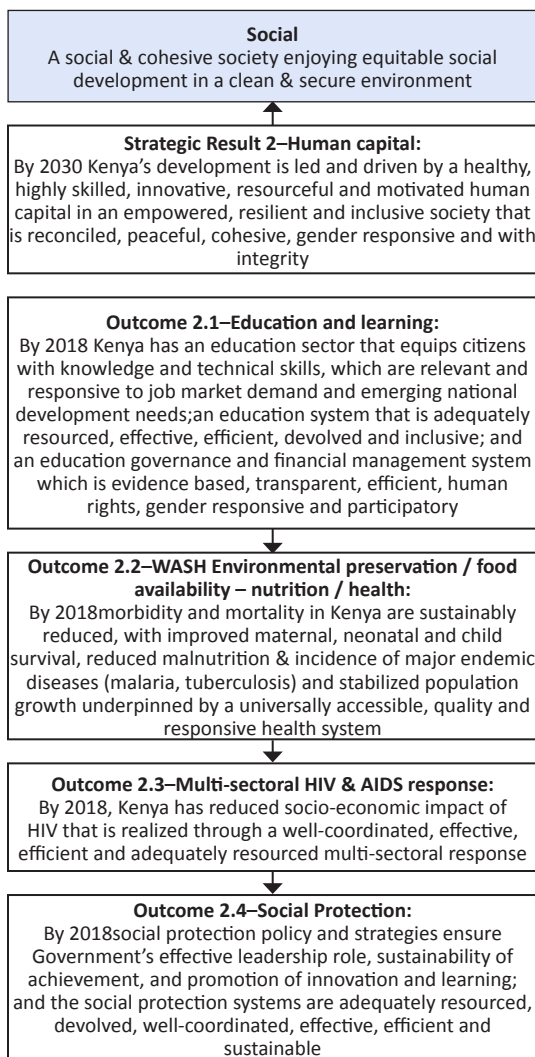 Social
A social & cohesive society enjoying equitable social
development in a clean & secure environment
Strategic Result 2–Human capital:
By 2030 Kenya's development is led and driven by a healthy,
highly skilled, innovative, resourceful and motivated human
capital in an empowered, resilient and inclusive society that
is reconciled, peaceful, cohesive, gender responsive and with
integrity
Outcome 2.1–Education and learning:
By 2018 Kenya has an education sector that equips citizens
with knowledge and technical skills, which are relevant and
responsive to job market demand and emerging national
development needs;an education system that is adequately
resourced, effective, efficient, devolved and inclusive; and
an education governance and financial management system
which is evidence based, transparent, efficient, human
rights, gender responsive and participatory
Outcome 2.2–WASH Environmental preservation / food
availability – nutrition / health:
By 2018morbidity and mortality in Kenya are sustainably
reduced, with improved maternal, neonatal and child
survival, reduced malnutrition & incidence of major endemic
diseases (malaria, tuberculosis) and stabilized population
growth underpinned by a universally accessible, quality and
responsive health system
Outcome 2.3–Multi-sectoral HIV & AIDS response:
By 2018, Kenya has reduced socio-economic impact of
HIV that is realized through a well-coordinated, effective,
efficient and adequately resourced multi-sectoral response
Outcome 2.4–Social Protection:
By 2018social protection policy and strategies ensure
Government's effective leadership role, sustainability of
achievement, and promotion of innovation and learning;
and the social protection systems are adequately resourced,
devolved, well-coordinated, effective, efficient and
sustainable